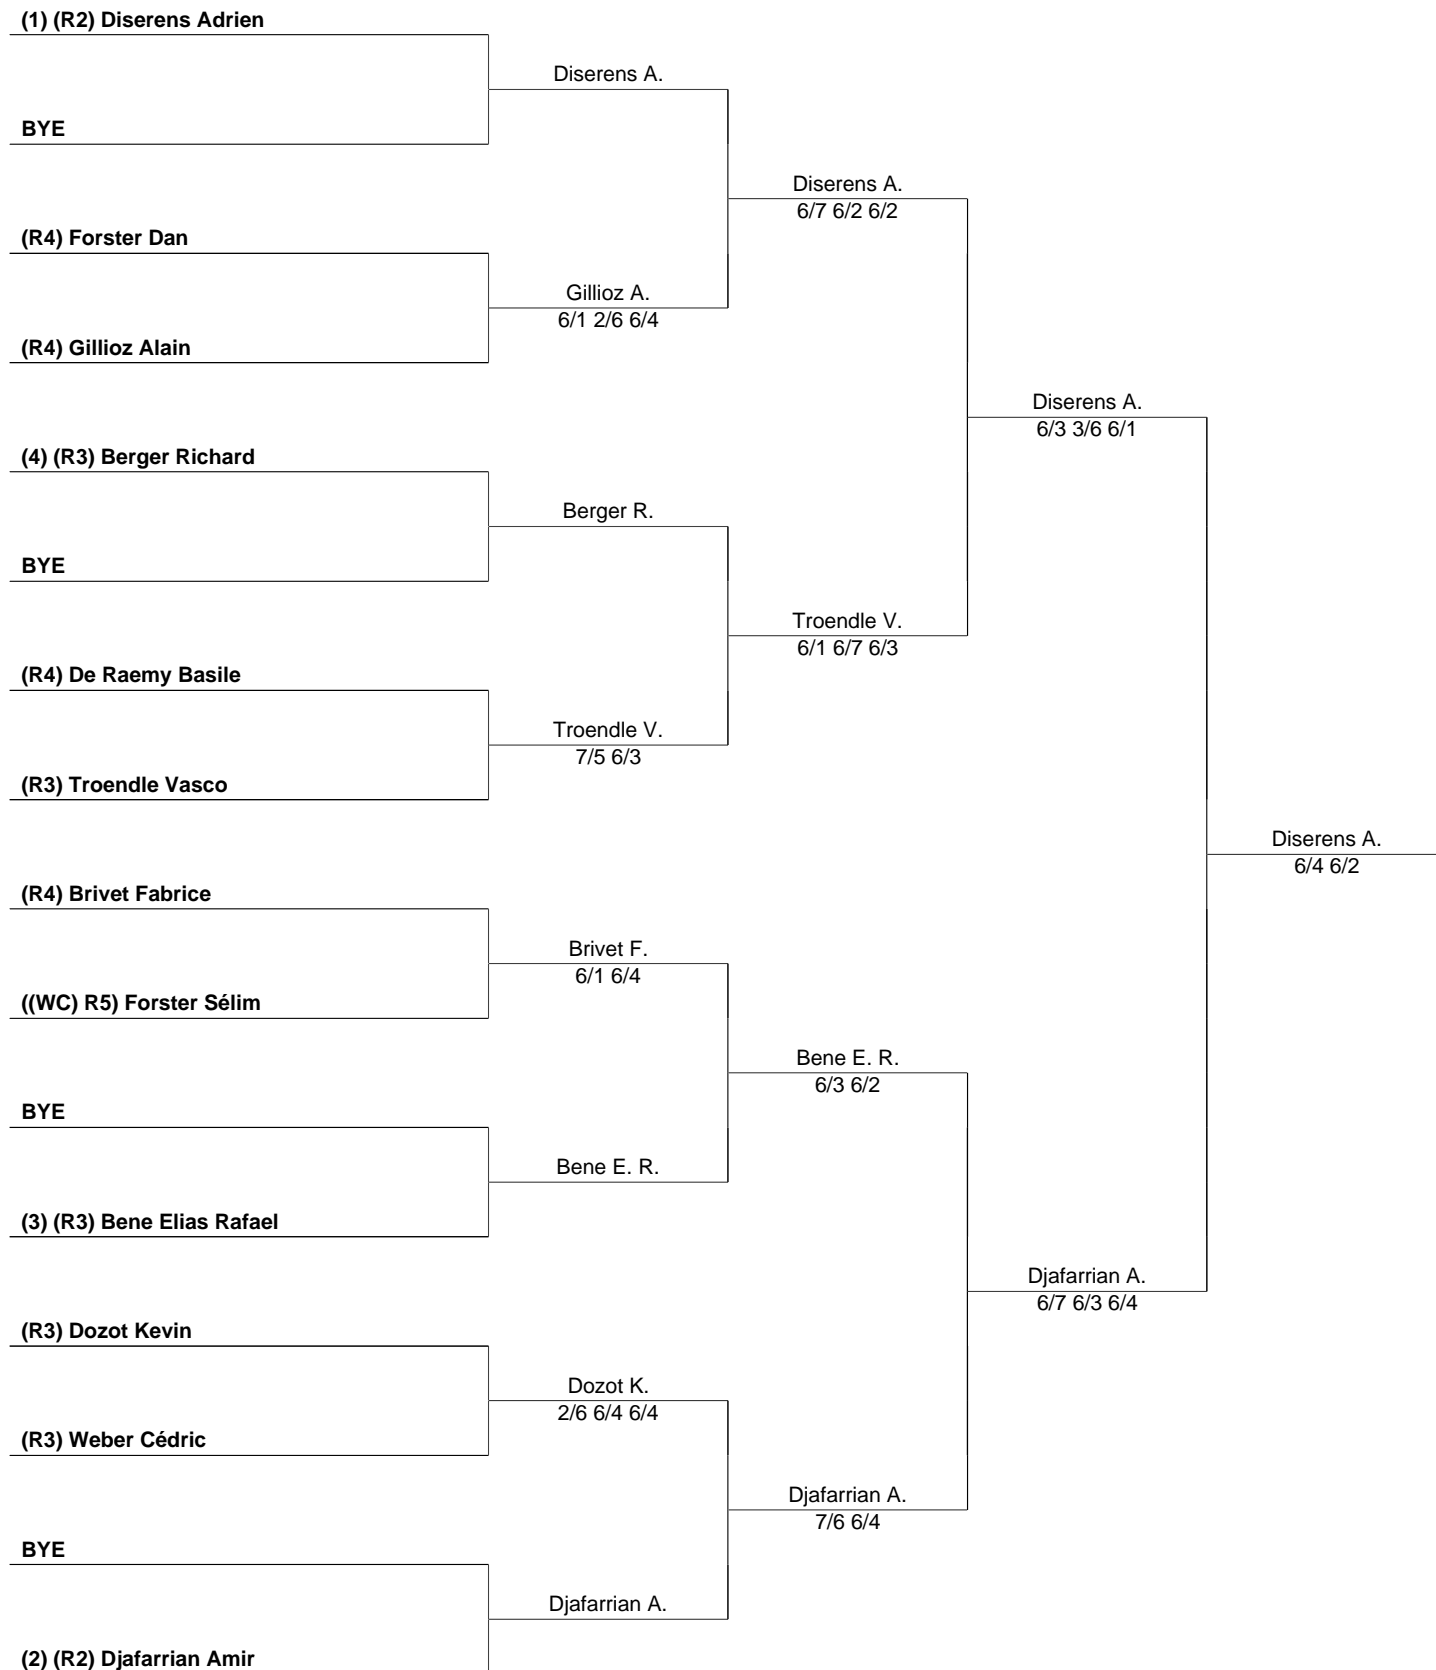 (1) (R2) Diserens Adrien
Diserens A.
BYE
Diserens A.
6/7 6/2 6/2
(R4) Forster Dan
Gillioz A.
6/1 2/6 6/4
(R4) Gillioz Alain
Diserens A.
6/3 3/6 6/1
(4) (R3) Berger Richard
Berger R.
BYE
Troendle V.
6/1 6/7 6/3
(R4) De Raemy Basile
Troendle V.
7/5 6/3
(R3) Troendle Vasco
Diserens A.
6/4 6/2
(R4) Brivet Fabrice
Brivet F.
6/1 6/4
((WC) R5) Forster Sélim
Bene E. R.
6/3 6/2
BYE
Bene E. R.
(3) (R3) Bene Elias Rafael
Djafarrian A.
6/7 6/3 6/4
(R3) Dozot Kevin
Dozot K.
2/6 6/4 6/4
(R3) Weber Cédric
Djafarrian A.
7/6 6/4
BYE
Djafarrian A.
(2) (R2) Djafarrian Amir